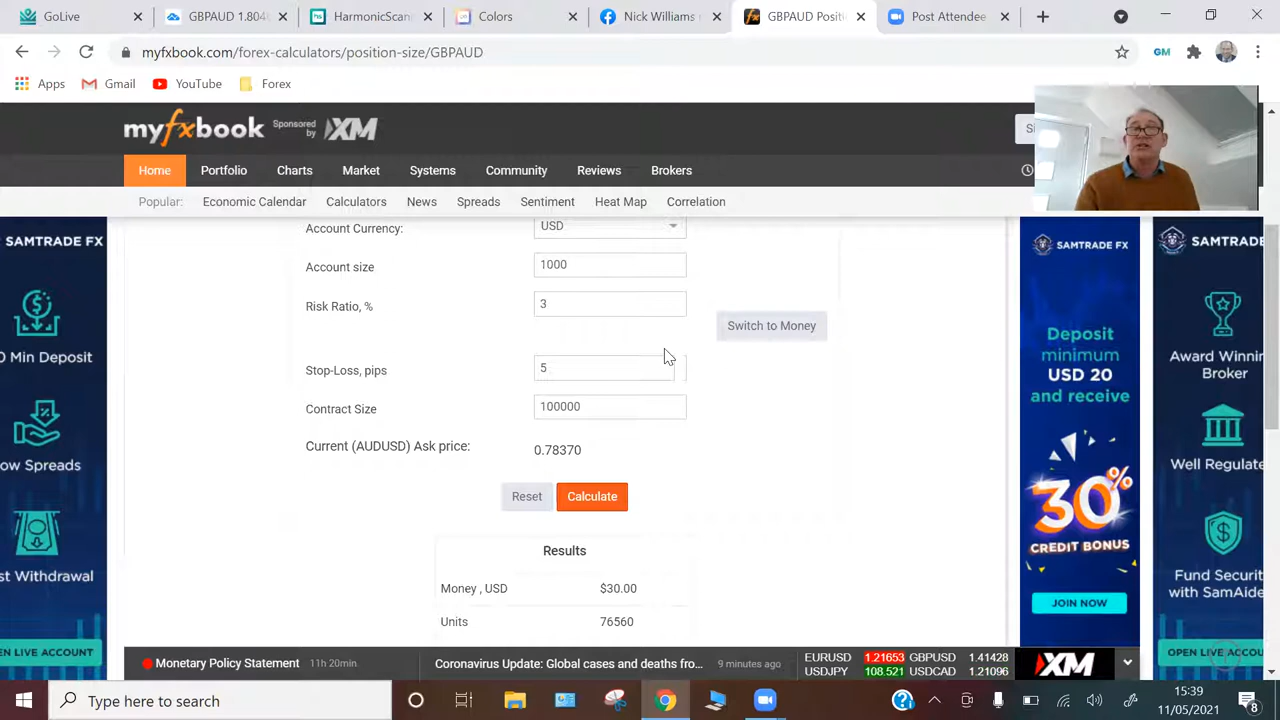 GoLive
GBPAUD 1.804
HarmonicScan
Colors
Nick Williams
GBPAUD Positi
Post Attendee
myfxbook.com/forex-calculators/position-size/GBPAUD
GM
Apps
Gmail
YouTube
Forex
myfxbook
Sponsored by
XM
Home
Portfolio
Charts
Market
Systems
Community
Reviews
Brokers
Popular:
Economic Calendar
Calculators
News
Spreads
Sentiment
Heat Map
Correlation
Account Currency:
USD
Account size
1000
Risk Ratio, %
3
Switch to Money
Stop-Loss, pips
5
Contract Size
100000
Current (AUDUSD) Ask price:
0.78370
Reset
Calculate
Results
Money , USD
$30.00
Units
76560
SAMTRADE FX
0 Min Deposit
ow Spreads
st Withdrawal
PEN LIVE ACCOUNT
SAMTRADE FX
Deposit
minimum
USD 20
and receive
30%
CREDIT BONUS
JOIN NOW
SAMTRADE
Award Winnin
Broker
Well Regulate
Fund Securit
with SamAide
OPEN LIVE ACCOU
Monetary Policy Statement
11h 20min
Coronavirus Update: Global cases and deaths fro...
9 minutes ago
EURUSD 1.21653 GBPUSD 1.41428
USDJPY 108.521 USDCAD 1.21096
XM
Type here to search
15:39
11/05/2021
8